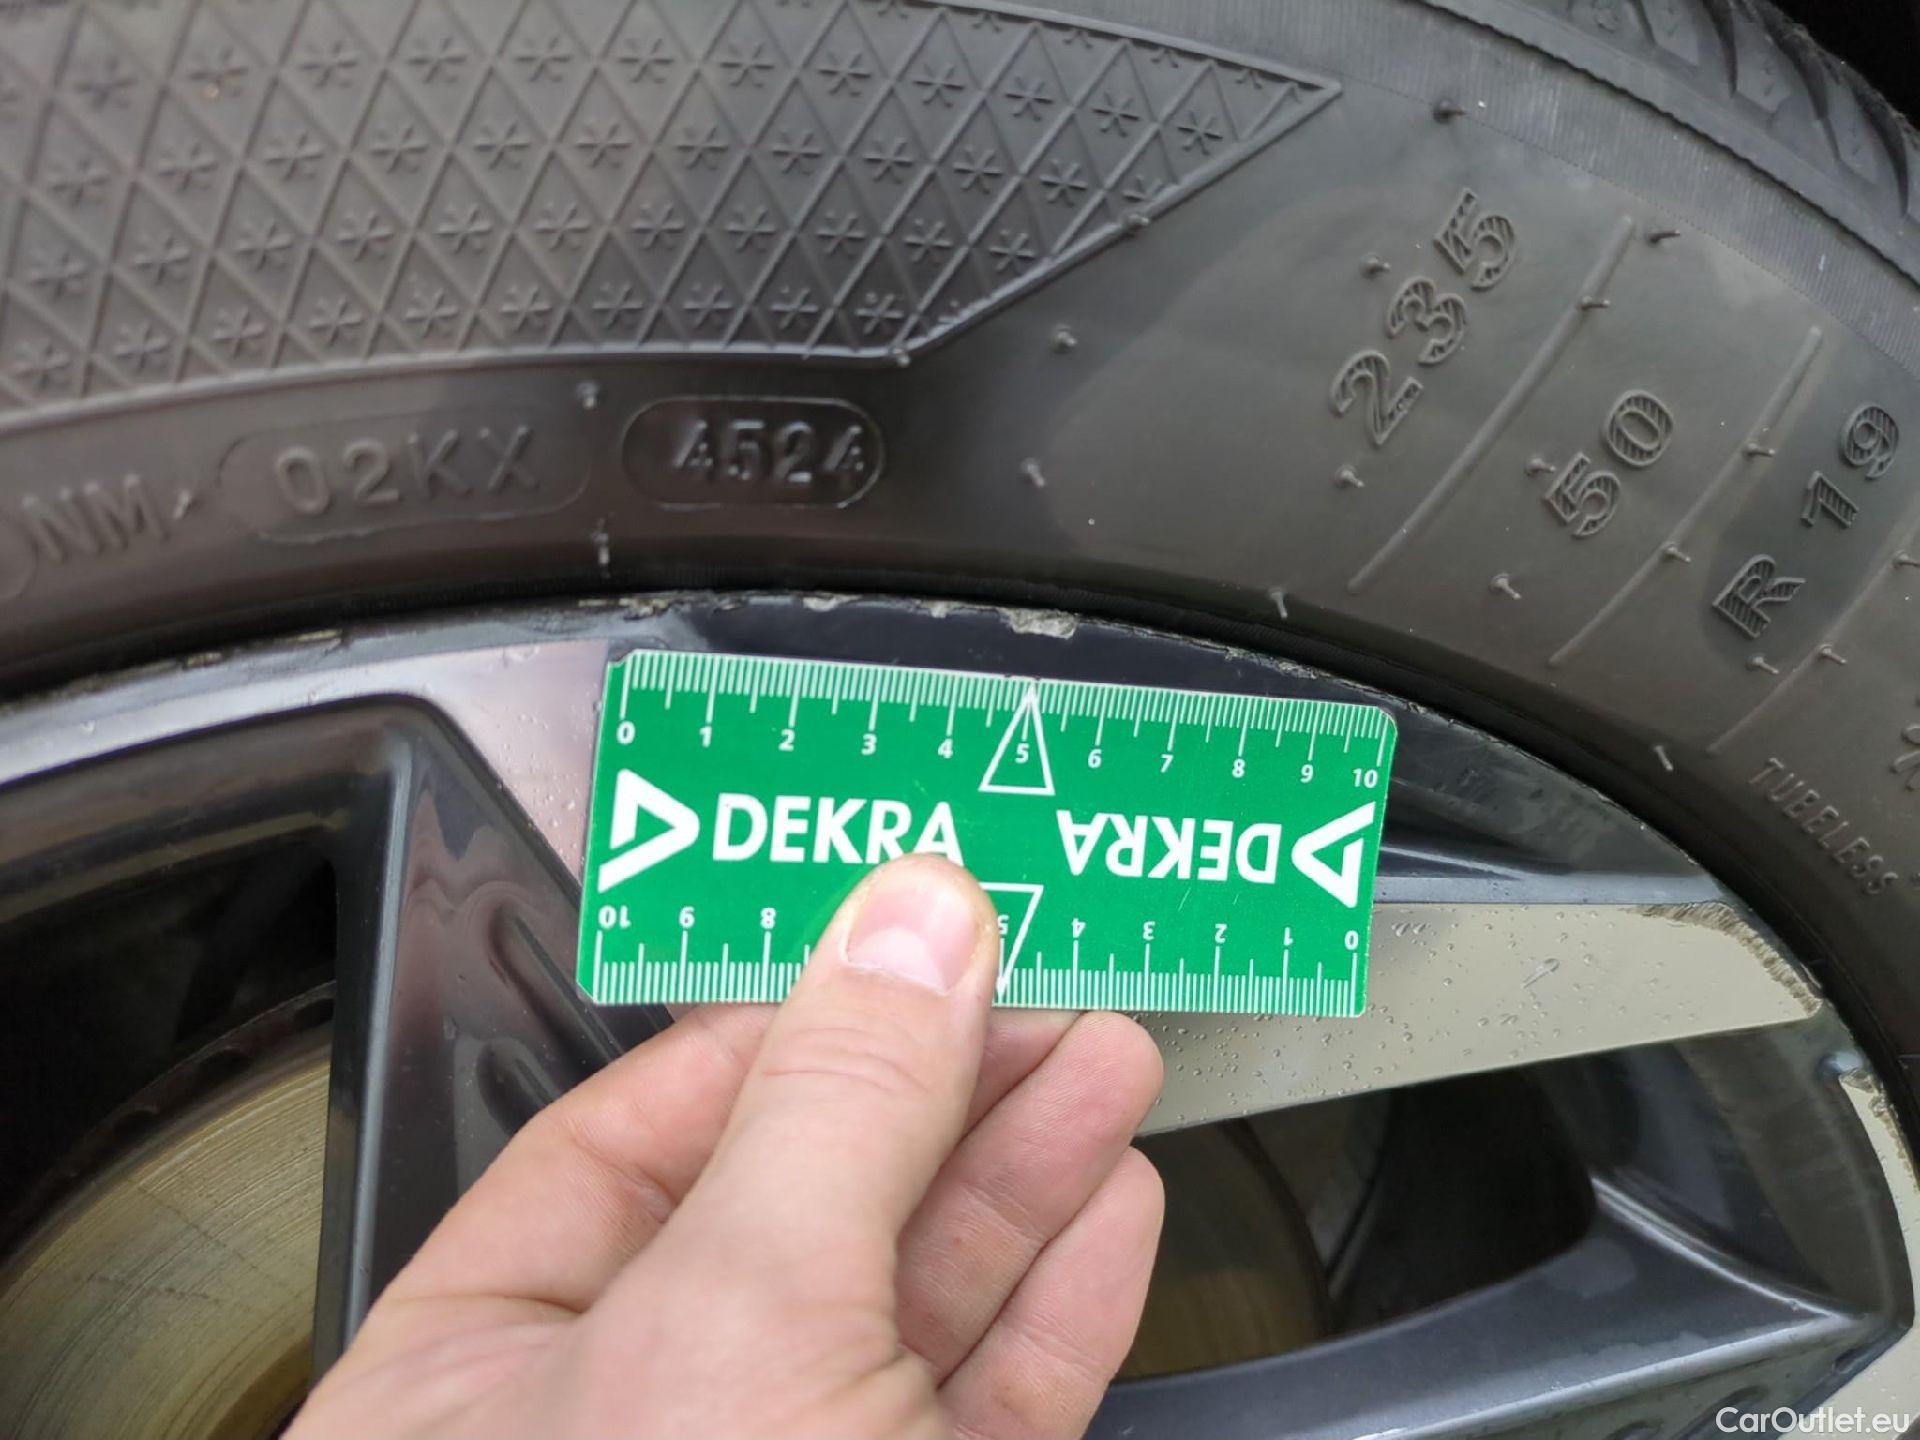 235
50
R 19
NM
02KX
4524
TUBELESS
0 1 2 3 4 5 6 7 8 9 10
DEKRA
DEKRA
10 9 8 5 4 3 2 1 0
CarOutlet.eu